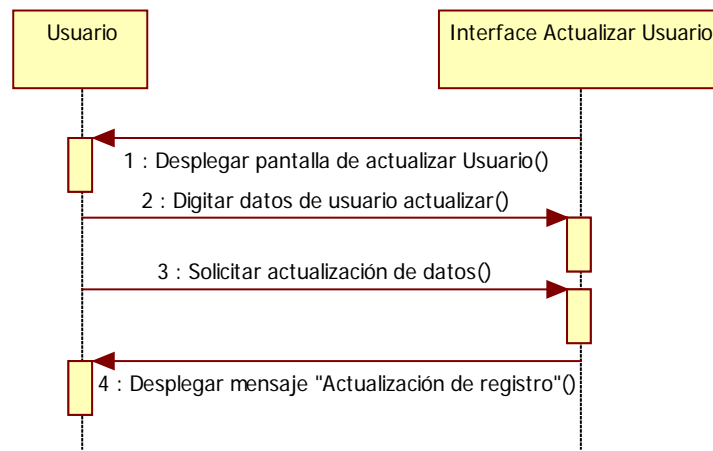 Usuario
Interface Actualizar Usuario
1 : Desplegar pantalla de actualizar Usuario()
2 : Digitar datos de usuario actualizar()
3 : Solicitar actualización de datos()
4 : Desplegar mensaje "Actualización de registro"()